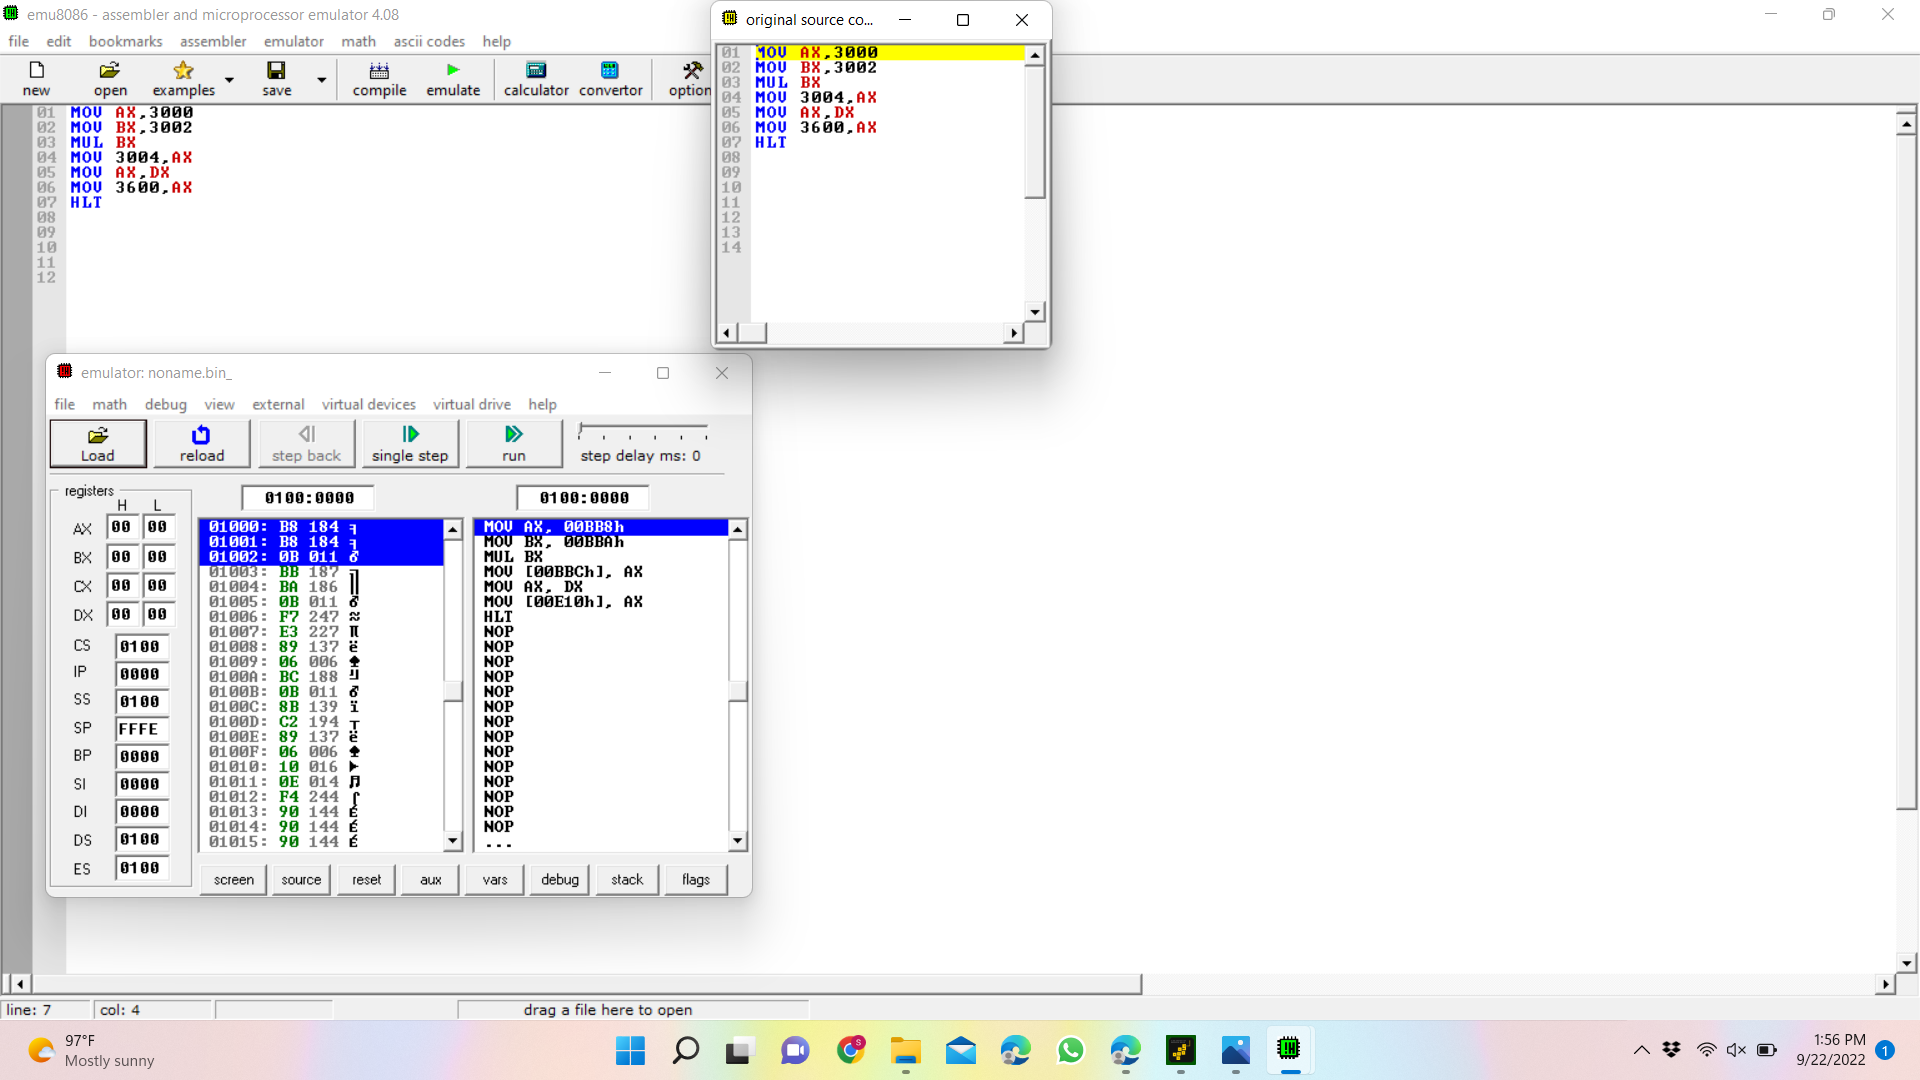 emu8086 - assembler and microprocessor emulator 4.08
file edit bookmarks assembler emulator math ascii codes help
new open examples save compile emulate calculator convertor option
01 MOV AX,3000
02 MOV BX,3002
03 MUL BX
04 MOV 3004,AX
05 MOV AX,DX
06 MOV 3600,AX
07 HLT
08
09
10
11
12
original source co...
01 MOV AX,3000
02 MOV BX,3002
03 MUL BX
04 MOV 3004,AX
05 MOV AX,DX
06 MOV 3600,AX
07 HLT
08
09
10
11
12
13
14
emulator: noname.bin_
file math debug view external virtual devices virtual drive help
Load reload step back single step run step delay ms: 0
registers
H L
AX 00 00
BX 00 00
CX 00 00
DX 00 00
CS 0100
IP 0000
SS 0100
SP FFFE
BP 0000
SI 0000
DI 0000
DS 0100
ES 0100
0100:0000
01000: B8 184 ╕
01001: B8 184 ╕
01002: 0B 011 ♂
01003: BB 187 ╗
01004: BA 186 ║
01005: 0B 011 ♂
01006: F7 247 ≈
01007: E3 227 π
01008: 89 137 ë
01009: 06 006 ♠
0100A: BC 188 ╝
0100B: 0B 011 ♂
0100C: 8B 139 ï
0100D: C2 194 ┬
0100E: 89 137 ë
0100F: 06 006 ♠
01010: 10 016 ►
01011: 0E 014 ♫
01012: F4 244 ⌠
01013: 90 144 É
01014: 90 144 É
01015: 90 144 É
0100:0000
MOV AX, 00BB8h
MOV BX, 00BBAh
MUL BX
MOV [00BBCh], AX
MOV AX, DX
MOV [00E10h], AX
HLT
NOP
NOP
NOP
NOP
NOP
NOP
NOP
NOP
NOP
NOP
NOP
NOP
NOP
NOP
...
screen source reset aux vars debug stack flags
line: 7 col: 4 drag a file here to open
97°F
Mostly sunny
S
1:56 PM
9/22/2022
1